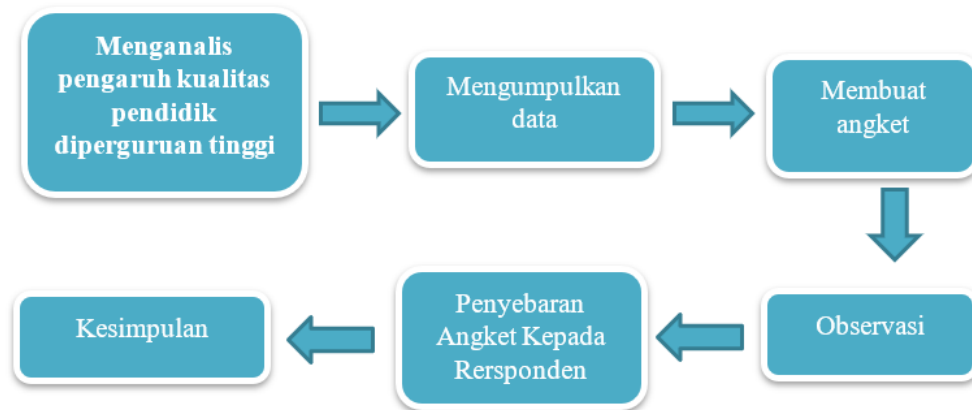 Menganalis
pengaruh kualitas
pendidik
diperguruan tinggi
Mengumpulkan
data
Membuat
angket
Observasi
Penyebaran
Angket Kepada
Rersponden
Kesimpulan